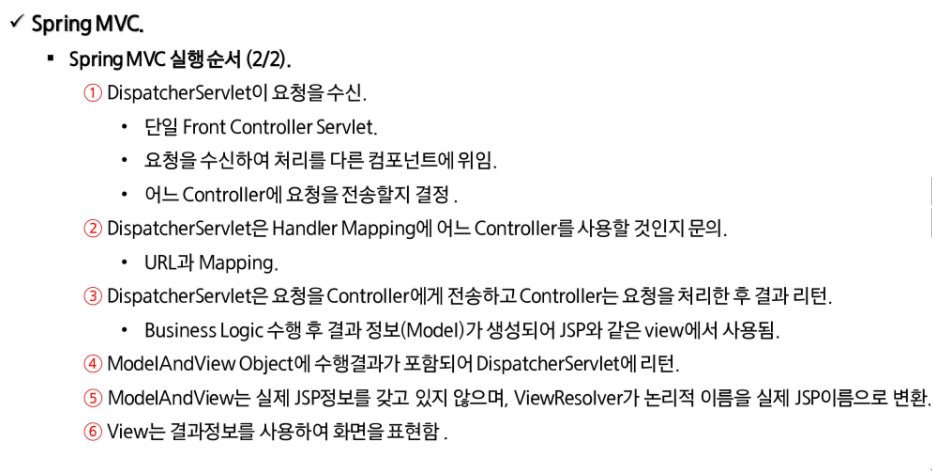 ✓ Spring MVC.
▪ Spring MVC 실행순서 (2/2).
① DispatcherServlet이 요청을 수신.
• 단일 Front Controller Servlet.
• 요청을 수신하여 처리를 다른 컴포넌트에 위임.
• 어느 Controller에 요청을 전송할지 결정 .
② DispatcherServlet은 Handler Mapping에 어느 Controller를 사용할 것인지 문의.
• URL과 Mapping.
③ DispatcherServlet은 요청을 Controller에게 전송하고 Controller는 요청을 처리한 후 결과 리턴.
• Business Logic 수행 후 결과 정보(Model)가 생성되어 JSP와 같은 view에서 사용됨.
④ ModelAndView Object에 수행결과가 포함되어 DispatcherServlet에 리턴.
⑤ ModelAndView는 실제 JSP정보를 갖고 있지 않으며, ViewResolver가 논리적 이름을 실제 JSP이름으로 변환.
⑥ View는 결과정보를 사용하여 화면을 표현함 .